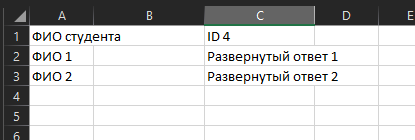 A B C D E
1 ФИО студента ID 4
2 ФИО 1 Развернутый ответ 1
3 ФИО 2 Развернутый ответ 2
4
5
6